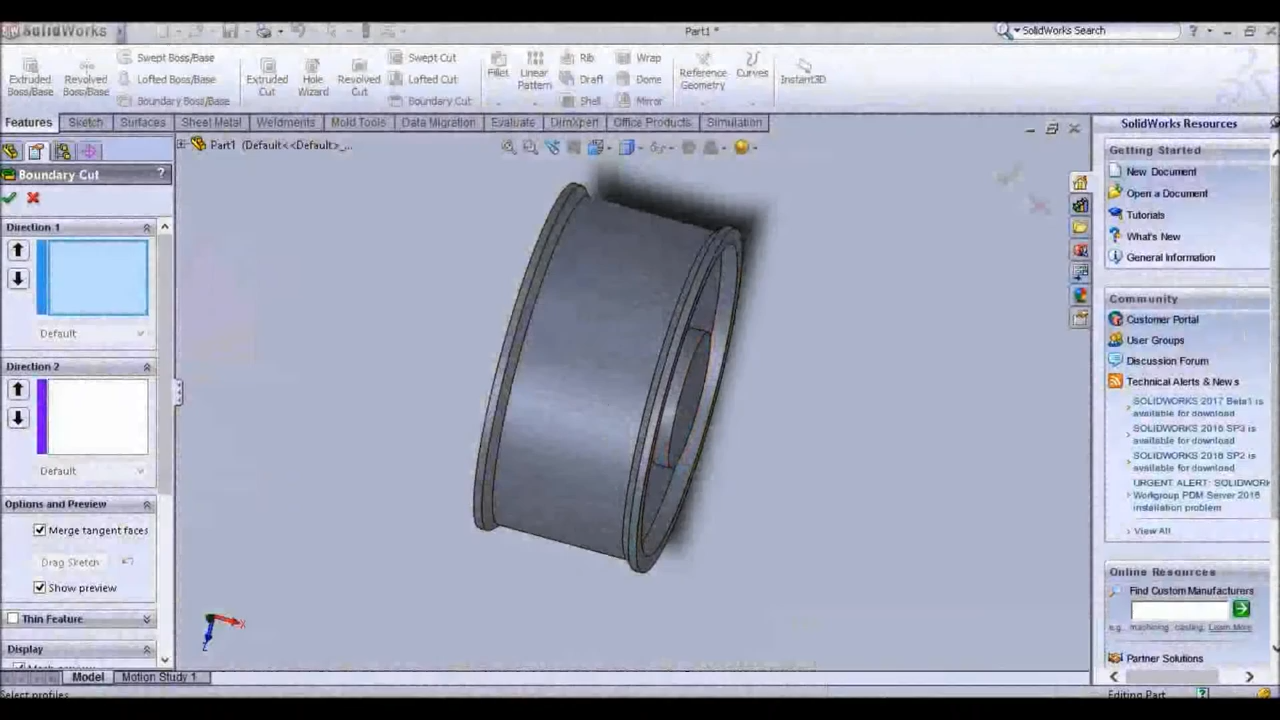 SolidWorks
Part1 *
SolidWorks Search
?
Extruded Boss/Base
Revolved Boss/Base
Swept Boss/Base
Lofted Boss/Base
Boundary Boss/Base
Extruded Cut
Hole Wizard
Revolved Cut
Swept Cut
Lofted Cut
Boundary Cut
Fillet
Linear Pattern
Rib
Draft
Shell
Wrap
Dome
Mirror
Reference Geometry
Curves
Instant3D
Features
Sketch
Surfaces
Sheet Metal
Weldments
Mold Tools
Data Migration
Evaluate
DimXpert
Office Products
Simulation
Part1 (Default<<Default>_...
Boundary Cut
?
Direction 1
Default
Direction 2
Default
Options and Preview
Merge tangent faces
Drag Sketch
Show preview
Thin Feature
Display
Mesh preview
X
Z
Model
Motion Study 1
Select profiles
Editing Part
SolidWorks Resources
Getting Started
New Document
Open a Document
Tutorials
What's New
General Information
Community
Customer Portal
User Groups
Discussion Forum
Technical Alerts & News
SOLIDWORKS 2017 Beta1 is
available for download
SOLIDWORKS 2016 SP3 is
available for download
SOLIDWORKS 2016 SP2 is
available for download
URGENT ALERT: SOLIDWORK
Workgroup PDM Server 2016
installation problem
View All
Online Resources
Find Custom Manufacturers
e.g. machining, casting, Learn More
Partner Solutions